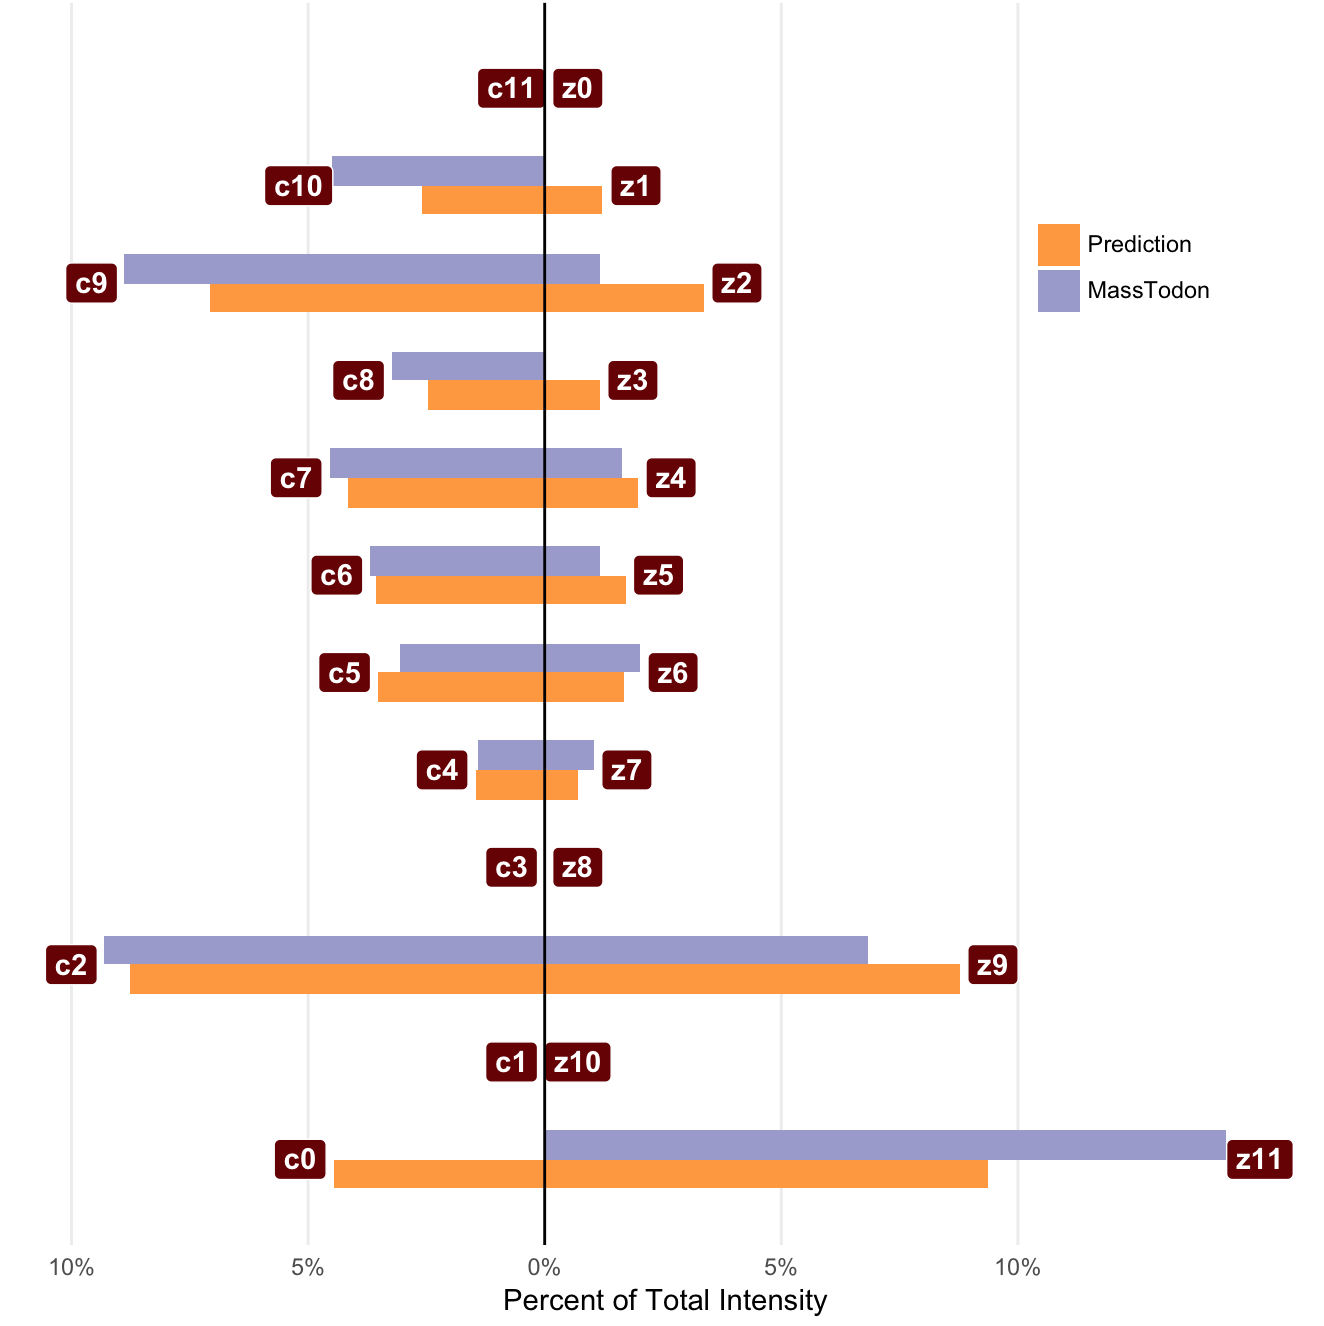 c11 z0
c10 z1
Prediction
c9 z2
MassTodon
c8 z3
c7 z4
c6 z5
c5 z6
c4 z7
c3 z8
c2 z9
c1 z10
c0 z11
10% 5% 0% 5% 10%
Percent of Total Intensity